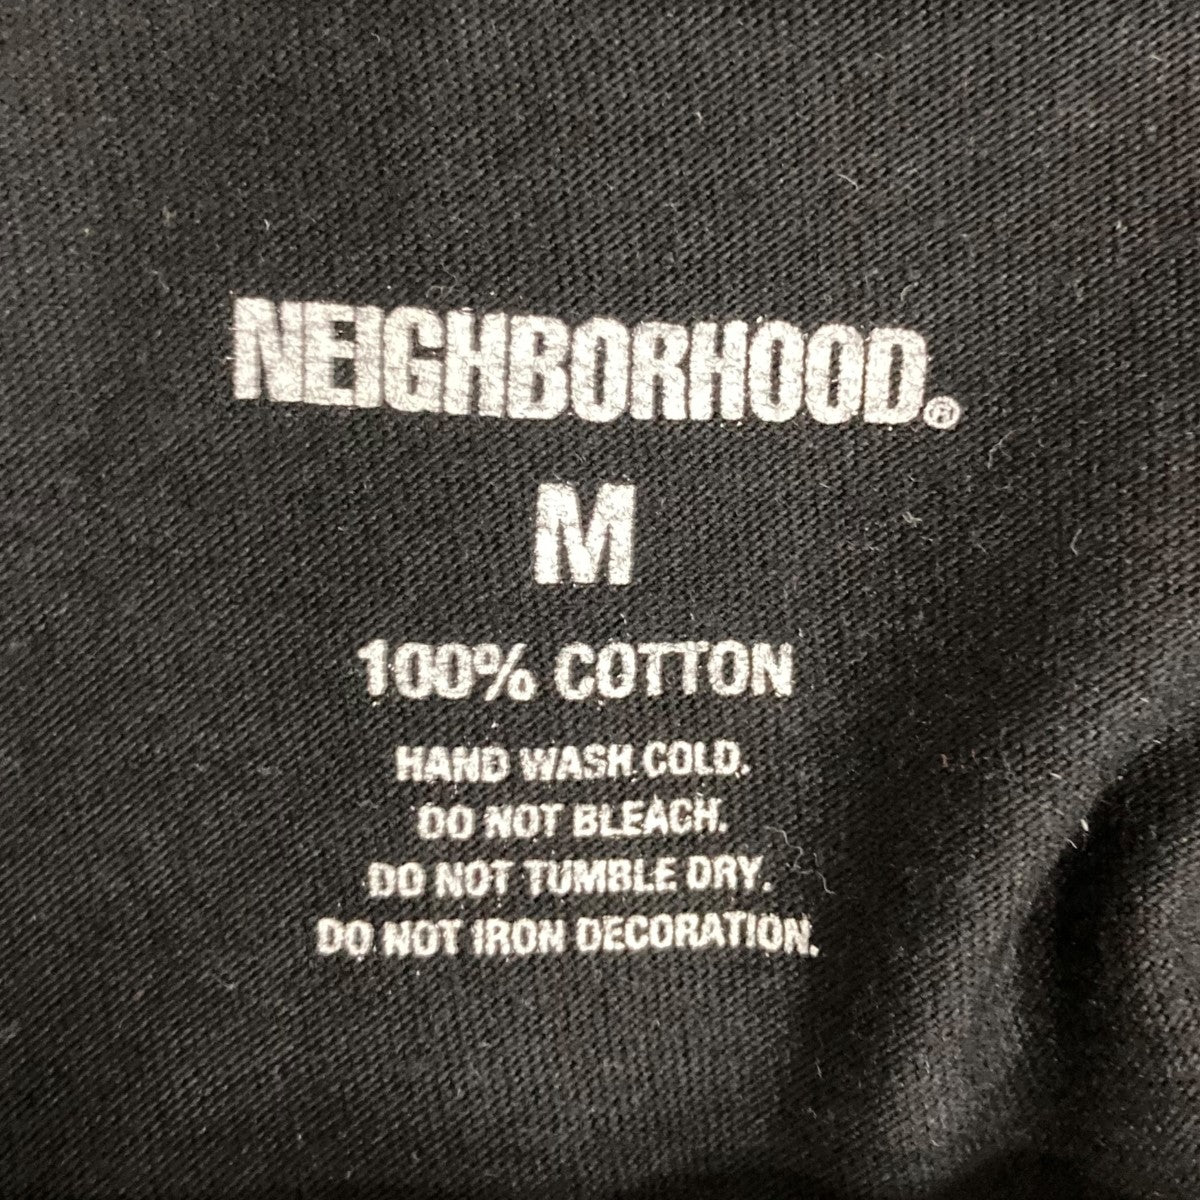 NEIGHBORHOOD.®
M
100% COTTON
HAND WASH COLD.
DO NOT BLEACH.
DO NOT TUMBLE DRY.
DO NOT IRON DECORATION.